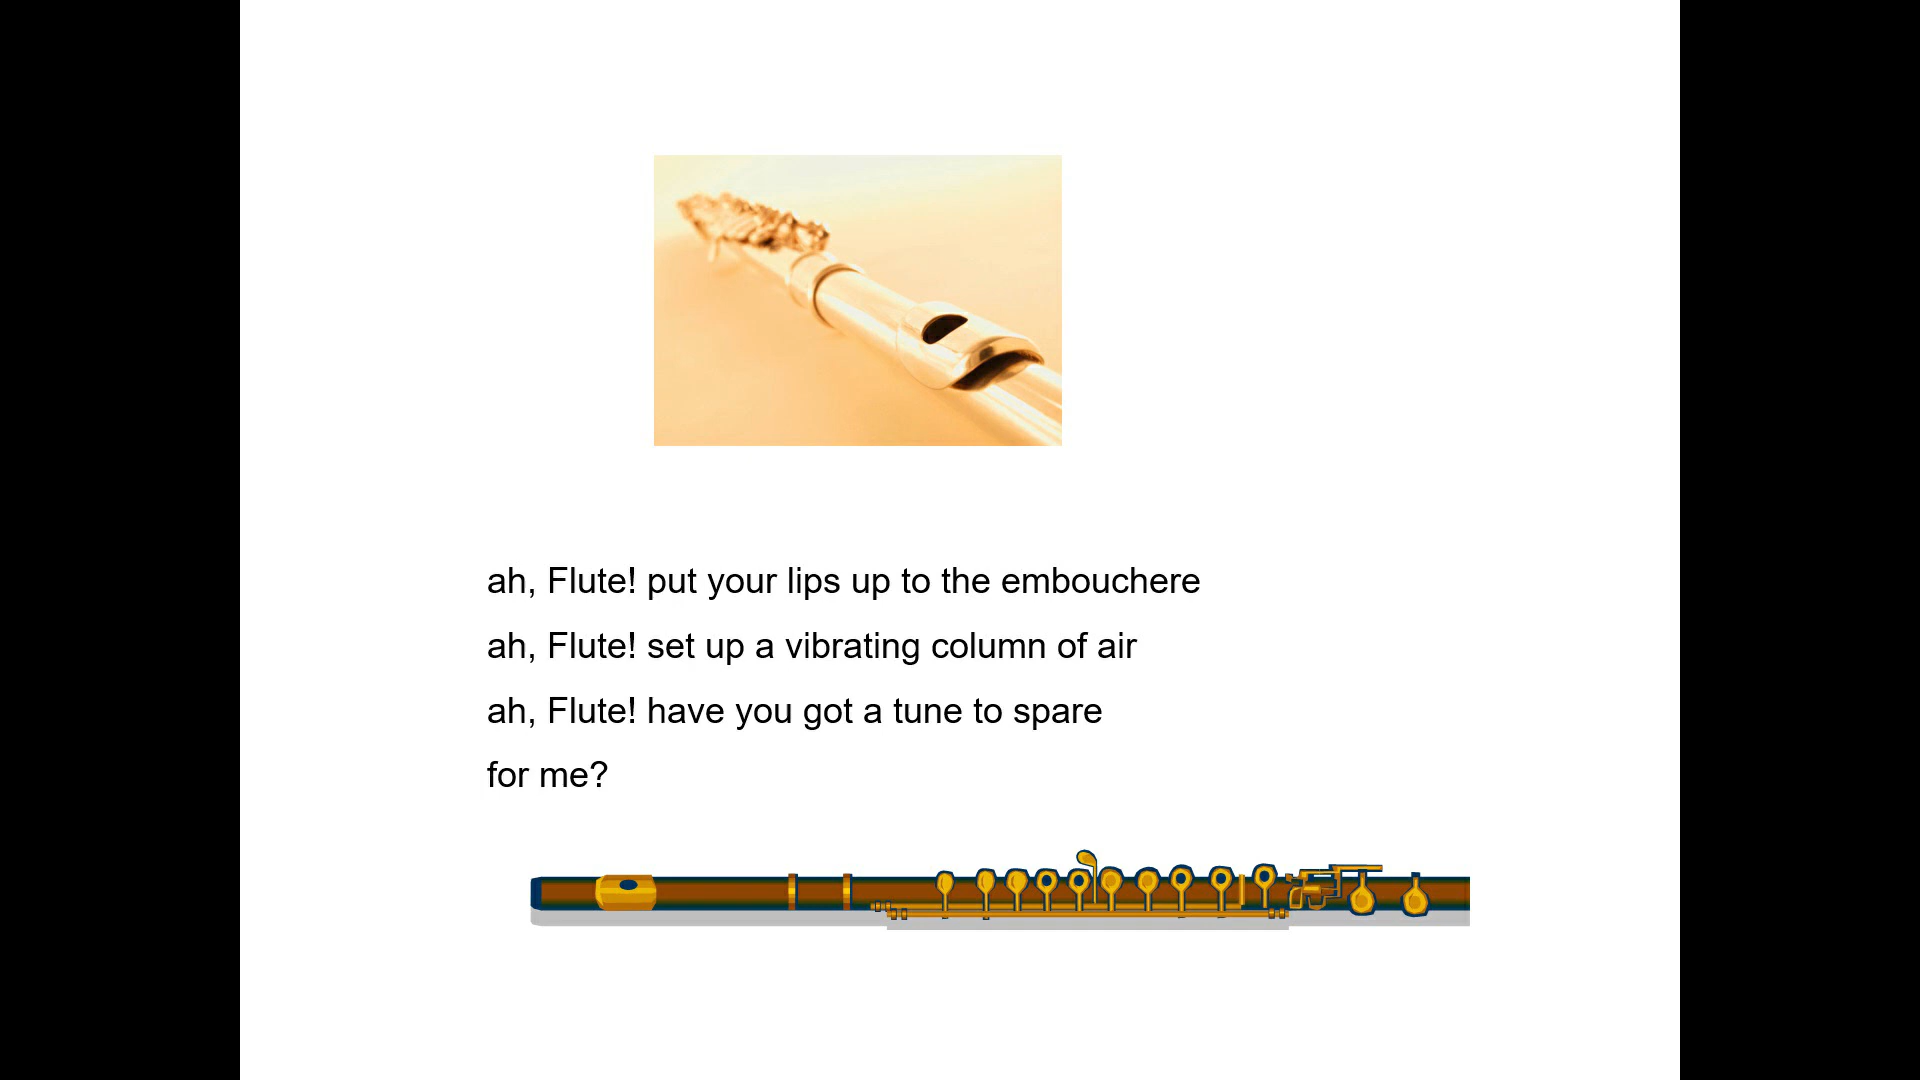 ah, Flute! put your lips up to the embouchere
ah, Flute! set up a vibrating column of air
ah, Flute! have you got a tune to spare
for me?